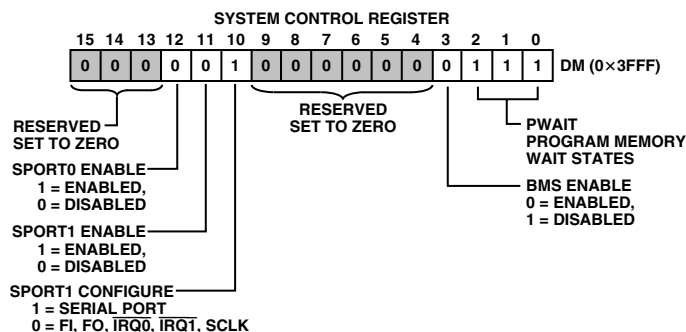 SYSTEM CONTROL REGISTER
15 14 13 12 11 10 9 8 7 6 5 4 3 2 1 0
0 0 0 0 0 1 0 0 0 0 0 0 0 1 1 1 DM (0×3FFF)
RESERVED
SET TO ZERO
RESERVED
SET TO ZERO
PWAIT
PROGRAM MEMORY
WAIT STATES
SPORT0 ENABLE
1 = ENABLED,
0 = DISABLED
BMS ENABLE
0 = ENABLED,
1 = DISABLED
SPORT1 ENABLE
1 = ENABLED,
0 = DISABLED
SPORT1 CONFIGURE
1 = SERIAL PORT
0 = FI, FO, I̅R̅Q̅0̅, I̅R̅Q̅1̅, SCLK